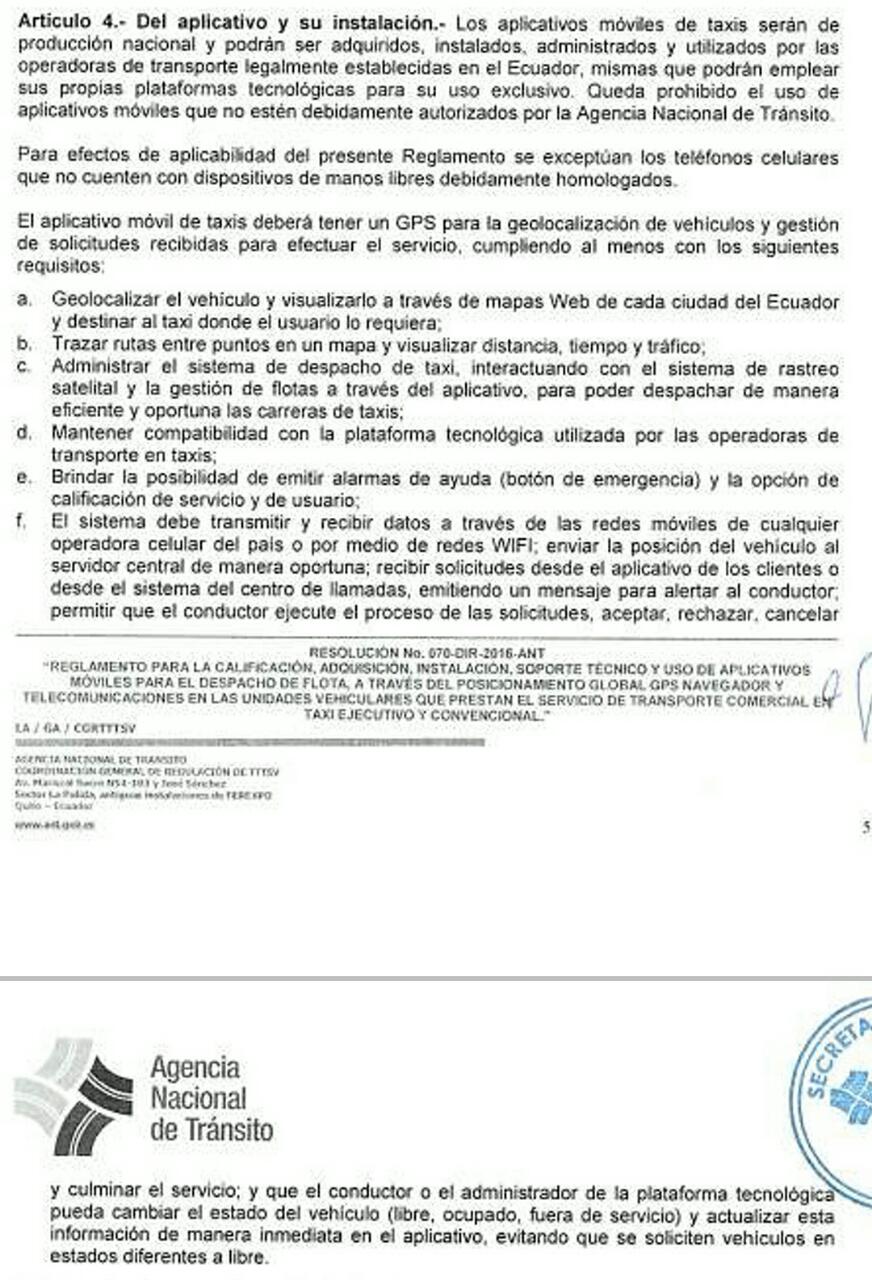 Articulo 4.- Del aplicativo y su instalación.- Los aplicativos móviles de taxis serán de
producción nacional y podrán ser adquiridos, instalados, administrados y utilizados por las
operadoras de transporte legalmente establecidas en el Ecuador, mismas que podrán emplear
sus propias plataformas tecnológicas para su uso exclusivo. Queda prohibido el uso de
aplicativos móviles que no estén debidamente autorizados por la Agencia Nacional de Tránsito.
Para efectos de aplicabilidad del presente Reglamento se exceptúan los teléfonos celulares
que no cuenten con dispositivos de manos libres debidamente homologados.
El aplicativo móvil de taxis deberá tener un GPS para la geolocalización de vehículos y gestión
de solicitudes recibidas para efectuar el servicio, cumpliendo al menos con los siguientes
requisitos:
a. Geolocalizar el vehículo y visualizarlo a través de mapas Web de cada ciudad del Ecuador
y destinar al taxi donde el usuario lo requiera;
b. Trazar rutas entre puntos en un mapa y visualizar distancia, tiempo y tráfico;
c. Administrar el sistema de despacho de taxi, interactuando con el sistema de rastreo
satelital y la gestión de flotas a través del aplicativo, para poder despachar de manera
eficiente y oportuna las carreras de taxis;
d. Mantener compatibilidad con la plataforma tecnológica utilizada por las operadoras de
transporte en taxis;
e. Brindar la posibilidad de emitir alarmas de ayuda (botón de emergencia) y la opción de
calificación de servicio y de usuario;
f. El sistema debe transmitir y recibir datos a través de las redes móviles de cualquier
operadora celular del país o por medio de redes WIFI; enviar la posición del vehículo al
servidor central de manera oportuna; recibir solicitudes desde el aplicativo de los clientes o
desde el sistema del centro de llamadas, emitiendo un mensaje para alertar al conductor;
permitir que el conductor ejecute el proceso de las solicitudes, aceptar, rechazar, cancelar
RESOLUCIÓN No. 070-DIR-2016-ANT
"REGLAMENTO PARA LA CALIFICACIÓN, ADQUISICIÓN, INSTALACIÓN, SOPORTE TÉCNICO Y USO DE APLICATIVOS
MÓVILES PARA EL DESPACHO DE FLOTA, A TRAVÉS DEL POSICIONAMIENTO GLOBAL GPS NAVEGADOR Y
TELECOMUNICACIONES EN LAS UNIDADES VEHICULARES QUE PRESTAN EL SERVICIO DE TRANSPORTE COMERCIAL EN
TAXI EJECUTIVO Y CONVENCIONAL."
LA / GA / CGRTTTSV
AGENCIA NACIONAL DE TRANSITO
COORDINACIÓN GENERAL DE REGULACIÓN DE TTTSV
Av. Mariscal Sucre N54-103 y José Sánchez
Sector La Pulida, antiguas instalaciones de FEREXPO
Quito – Ecuador
www.ant.gob.ec
5
Agencia
Nacional
de Tránsito
SECRETA
y culminar el servicio; y que el conductor o el administrador de la plataforma tecnológica
pueda cambiar el estado del vehículo (libre, ocupado, fuera de servicio) y actualizar esta
información de manera inmediata en el aplicativo, evitando que se soliciten vehículos en
estados diferentes a libre.